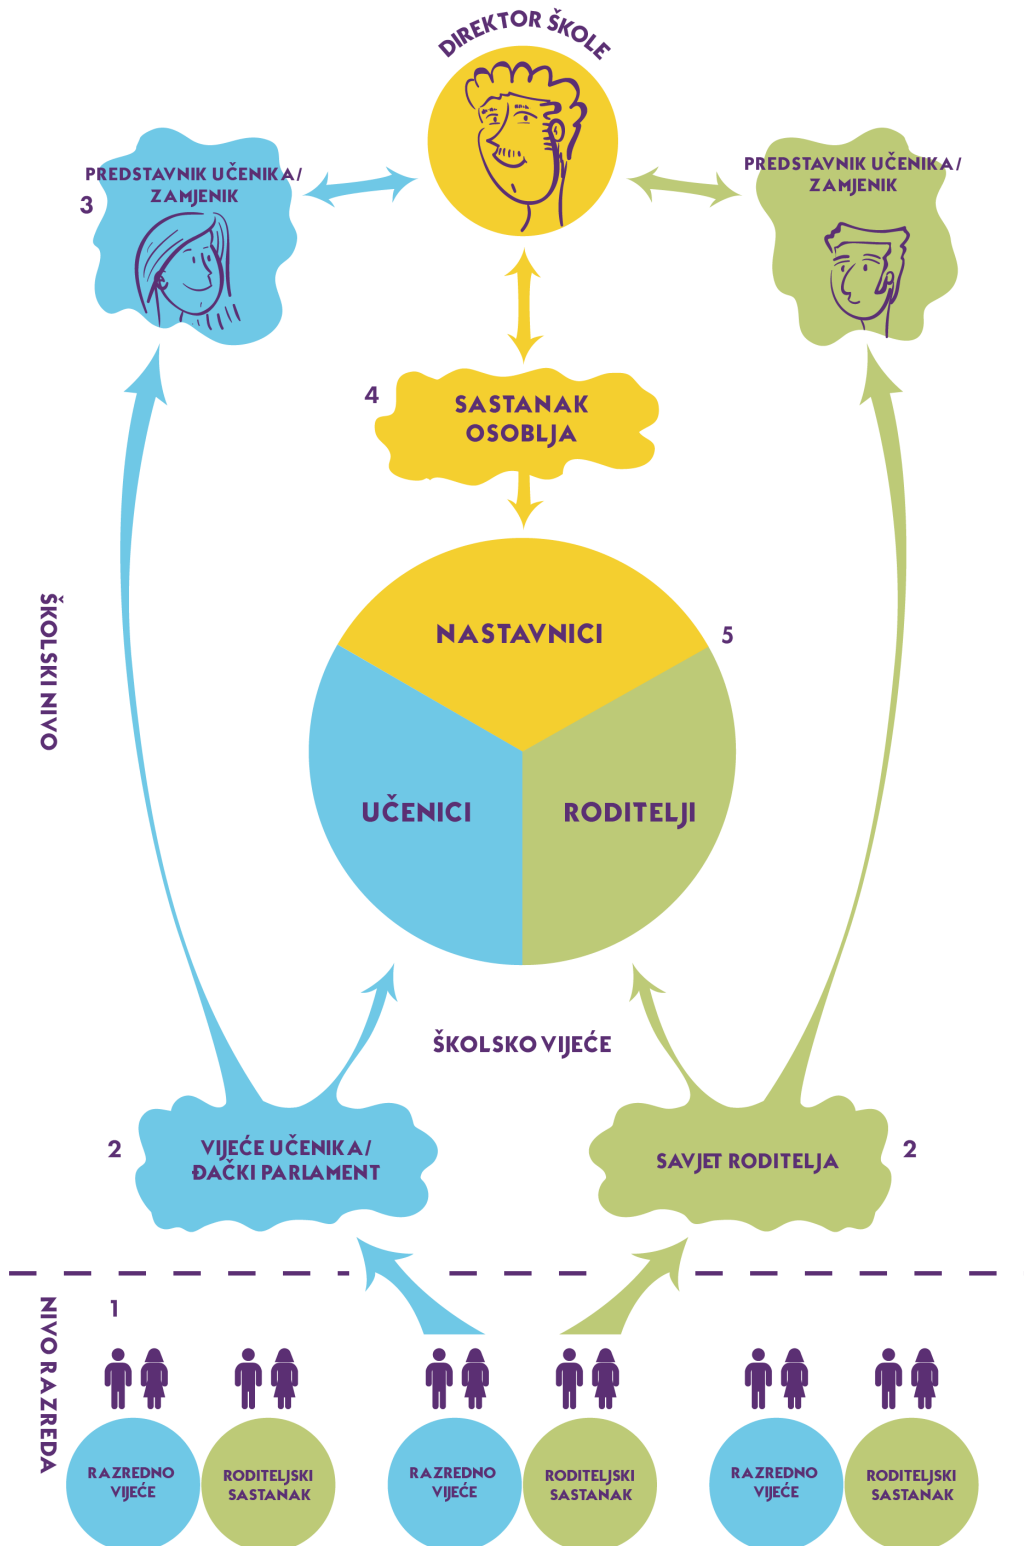 DIREKTOR ŠKOLE
PREDSTAVNIK UČENIKA/
ZAMJENIK
3
PREDSTAVNIK UČENIKA/
ZAMJENIK
4
SASTANAK
OSOBLJA
ŠKOLSKI NIVO
NASTAVNICI
5
UČENICI
RODITELJI
ŠKOLSKO VIJEĆE
2
VIJEĆE UČENIKA/
ĐAČKI PARLAMENT
SAVJET RODITELJA
2
NIVO RAZREDA
1
RAZREDNO
VIJEĆE
RODITELJSKI
SASTANAK
RAZREDNO
VIJEĆE
RODITELJSKI
SASTANAK
RAZREDNO
VIJEĆE
RODITELJSKI
SASTANAK